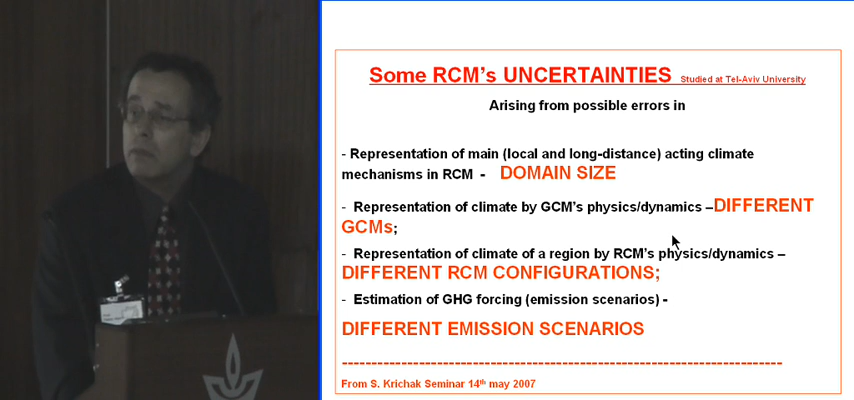 Some RCM's UNCERTAINTIES Studied at Tel-Aviv University
Arising from possible errors in
- Representation of main (local and long-distance) acting climate
mechanisms in RCM - DOMAIN SIZE
- Representation of climate by GCM's physics/dynamics –DIFFERENT
GCMs;
- Representation of climate of a region by RCM's physics/dynamics –
DIFFERENT RCM CONFIGURATIONS;
- Estimation of GHG forcing (emission scenarios) -
DIFFERENT EMISSION SCENARIOS
From S. Krichak Seminar 14th may 2007